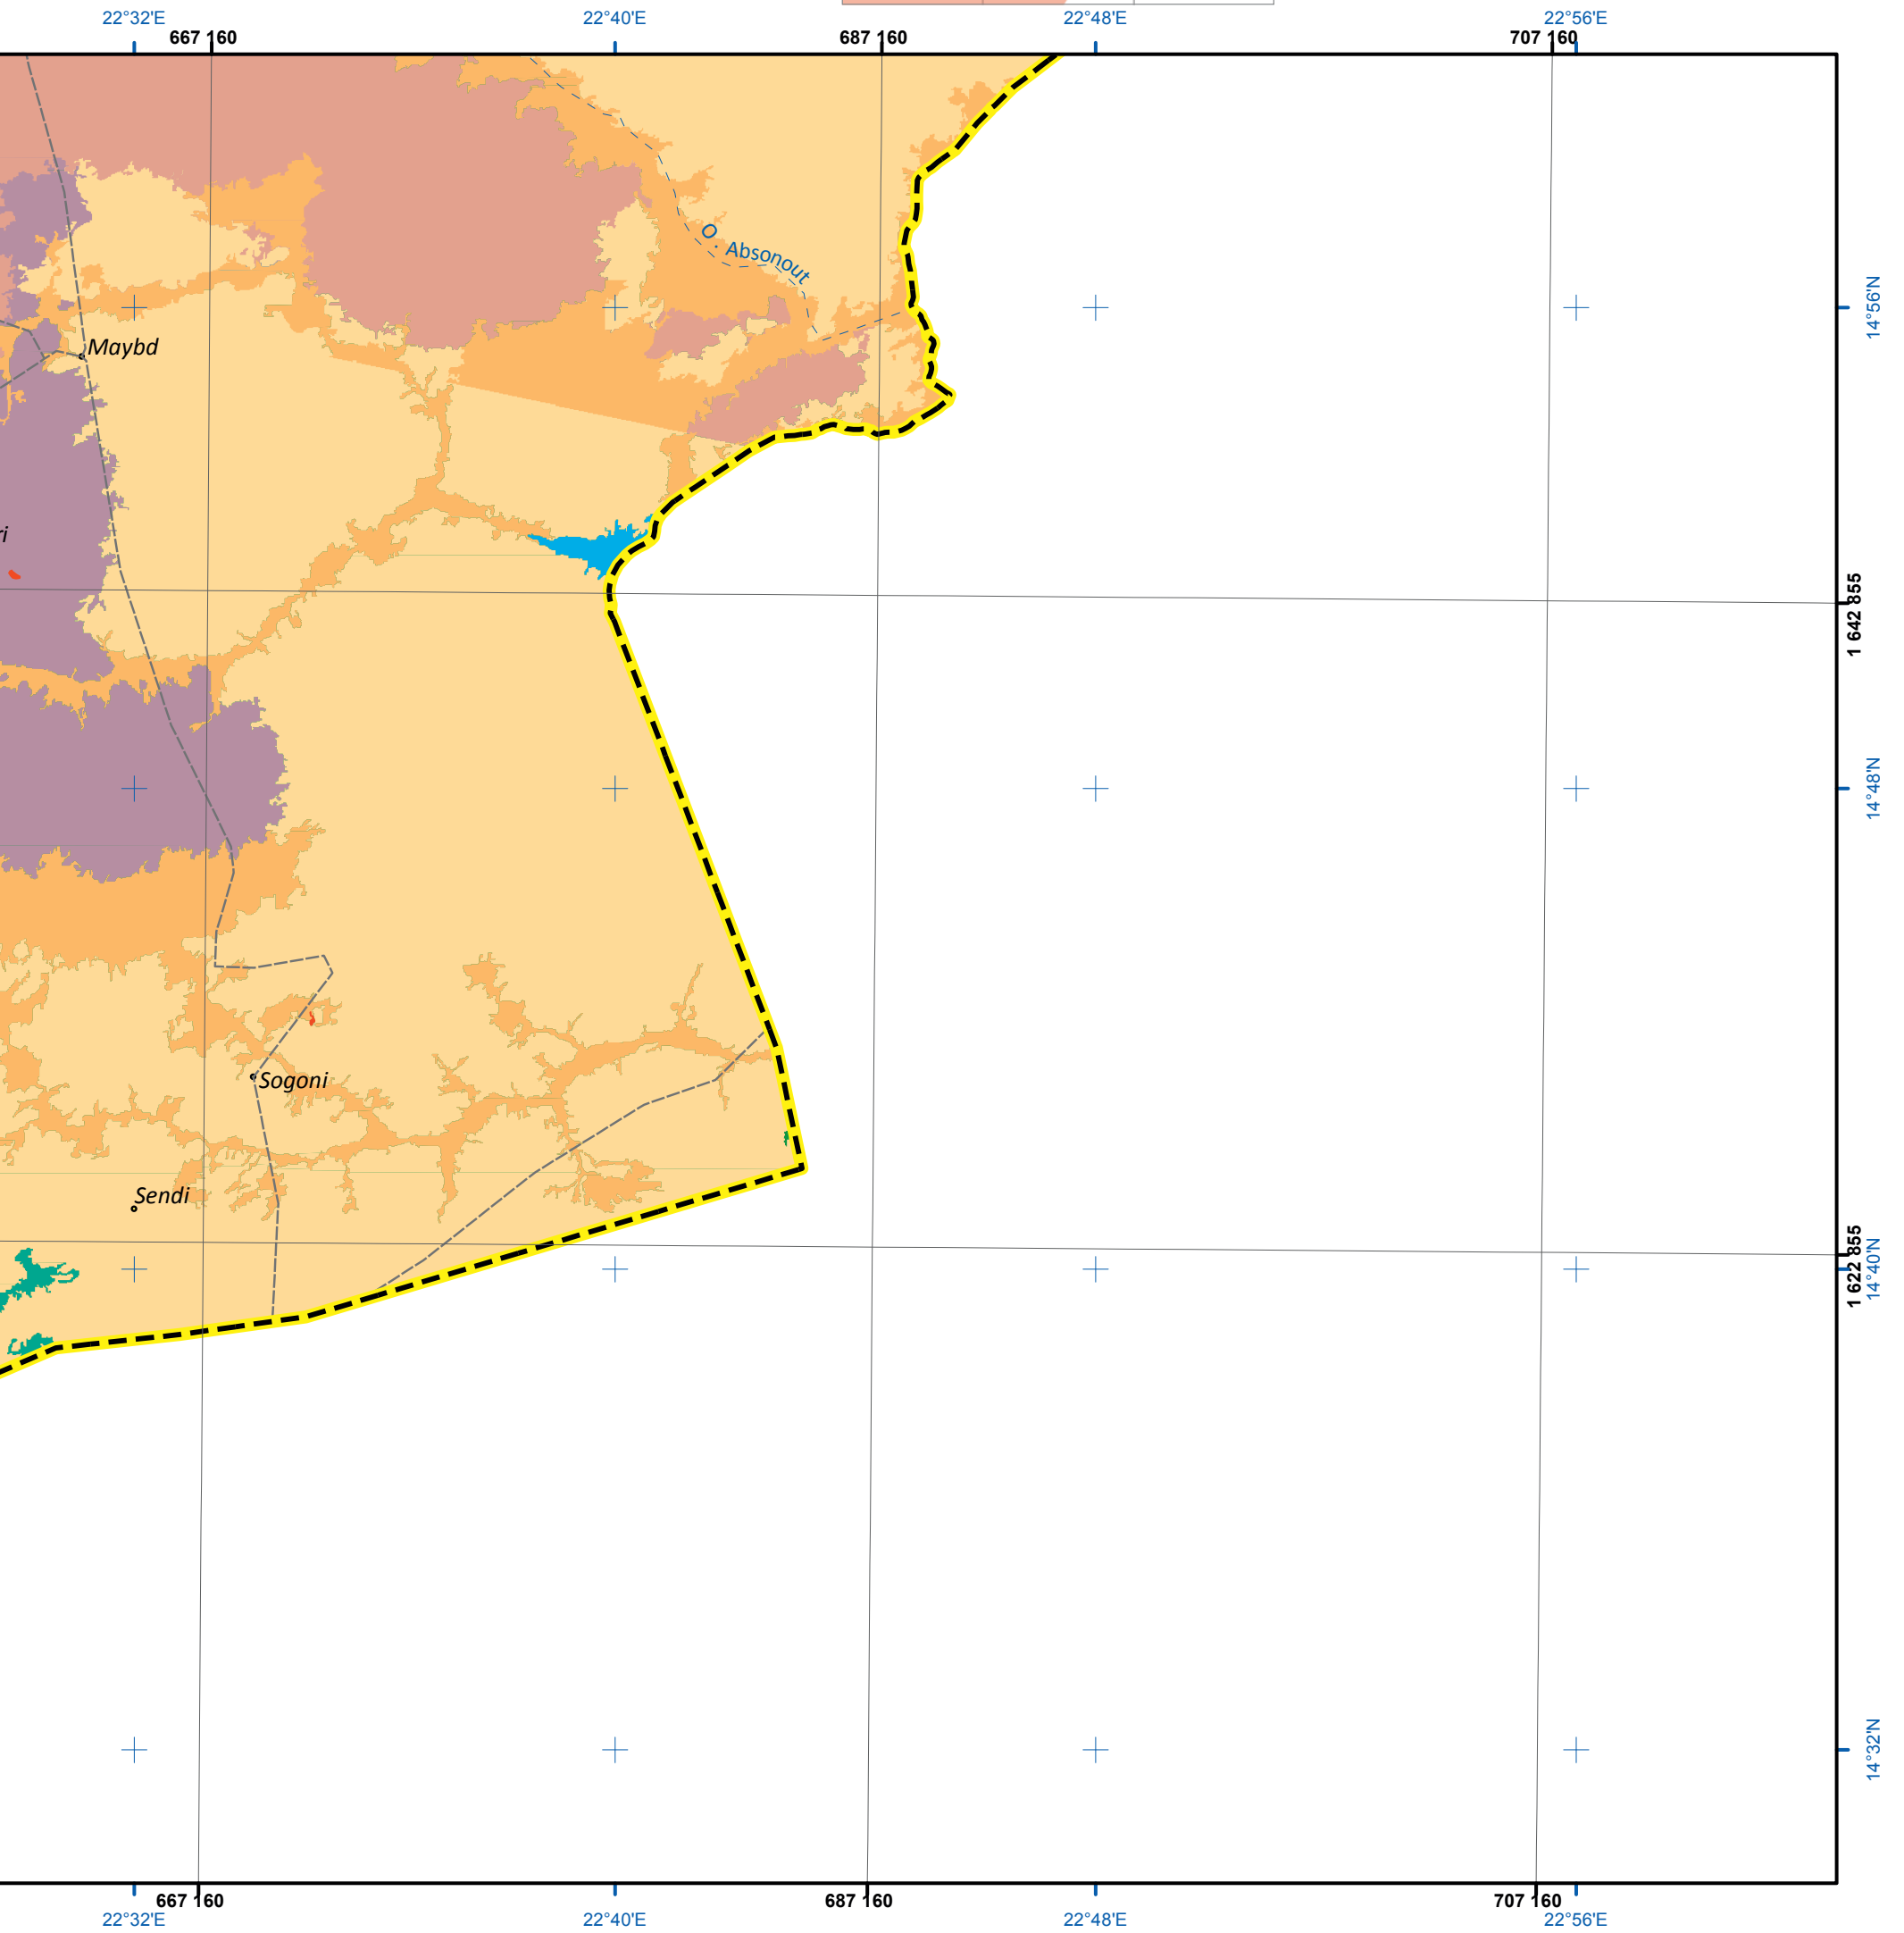 22°32'E
22°40'E
22°48'E
22°56'E
667 160
687 160
707 160
O. Absonout
14°56'N
Maybd
ri
1 642 855
14°48'N
Sogoni
Sendi
1 622 855
14°40'N
14°32'N
667 160
687 160
707 160
22°32'E
22°40'E
22°48'E
22°56'E